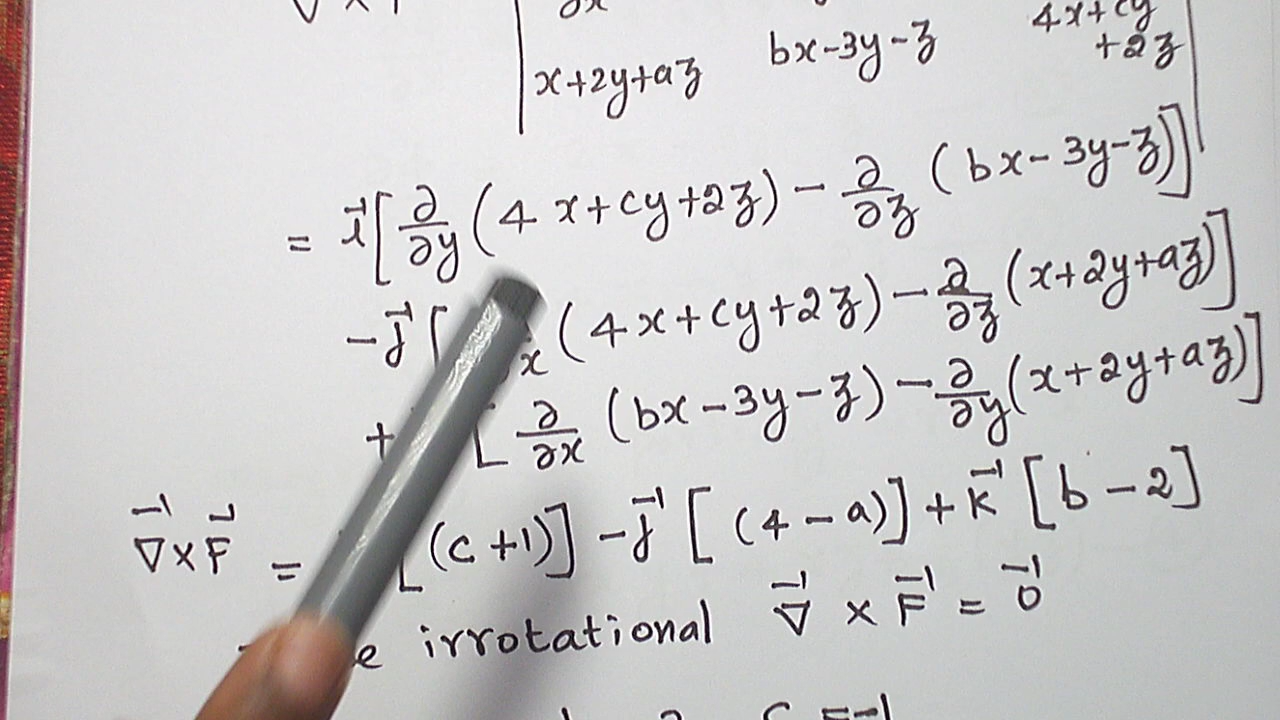 ∇ × F
∂x 4x+cy
x+2y+az bx-3y-z +2z
= i⃗ [ ∂/∂y (4x+cy+2z) - ∂/∂z (bx-3y-z) ]
-j⃗ [ x (4x+cy+2z) - ∂/∂z (x+2y+az) ]
+ [ ∂/∂x (bx-3y-z) - ∂/∂y (x+2y+az) ]
∇⃗×F⃗ = [(c+1)] -j⃗ [(4-a)] + k⃗ [b-2]
irrotational ∇⃗ × F⃗ = 0⃗
c = -1